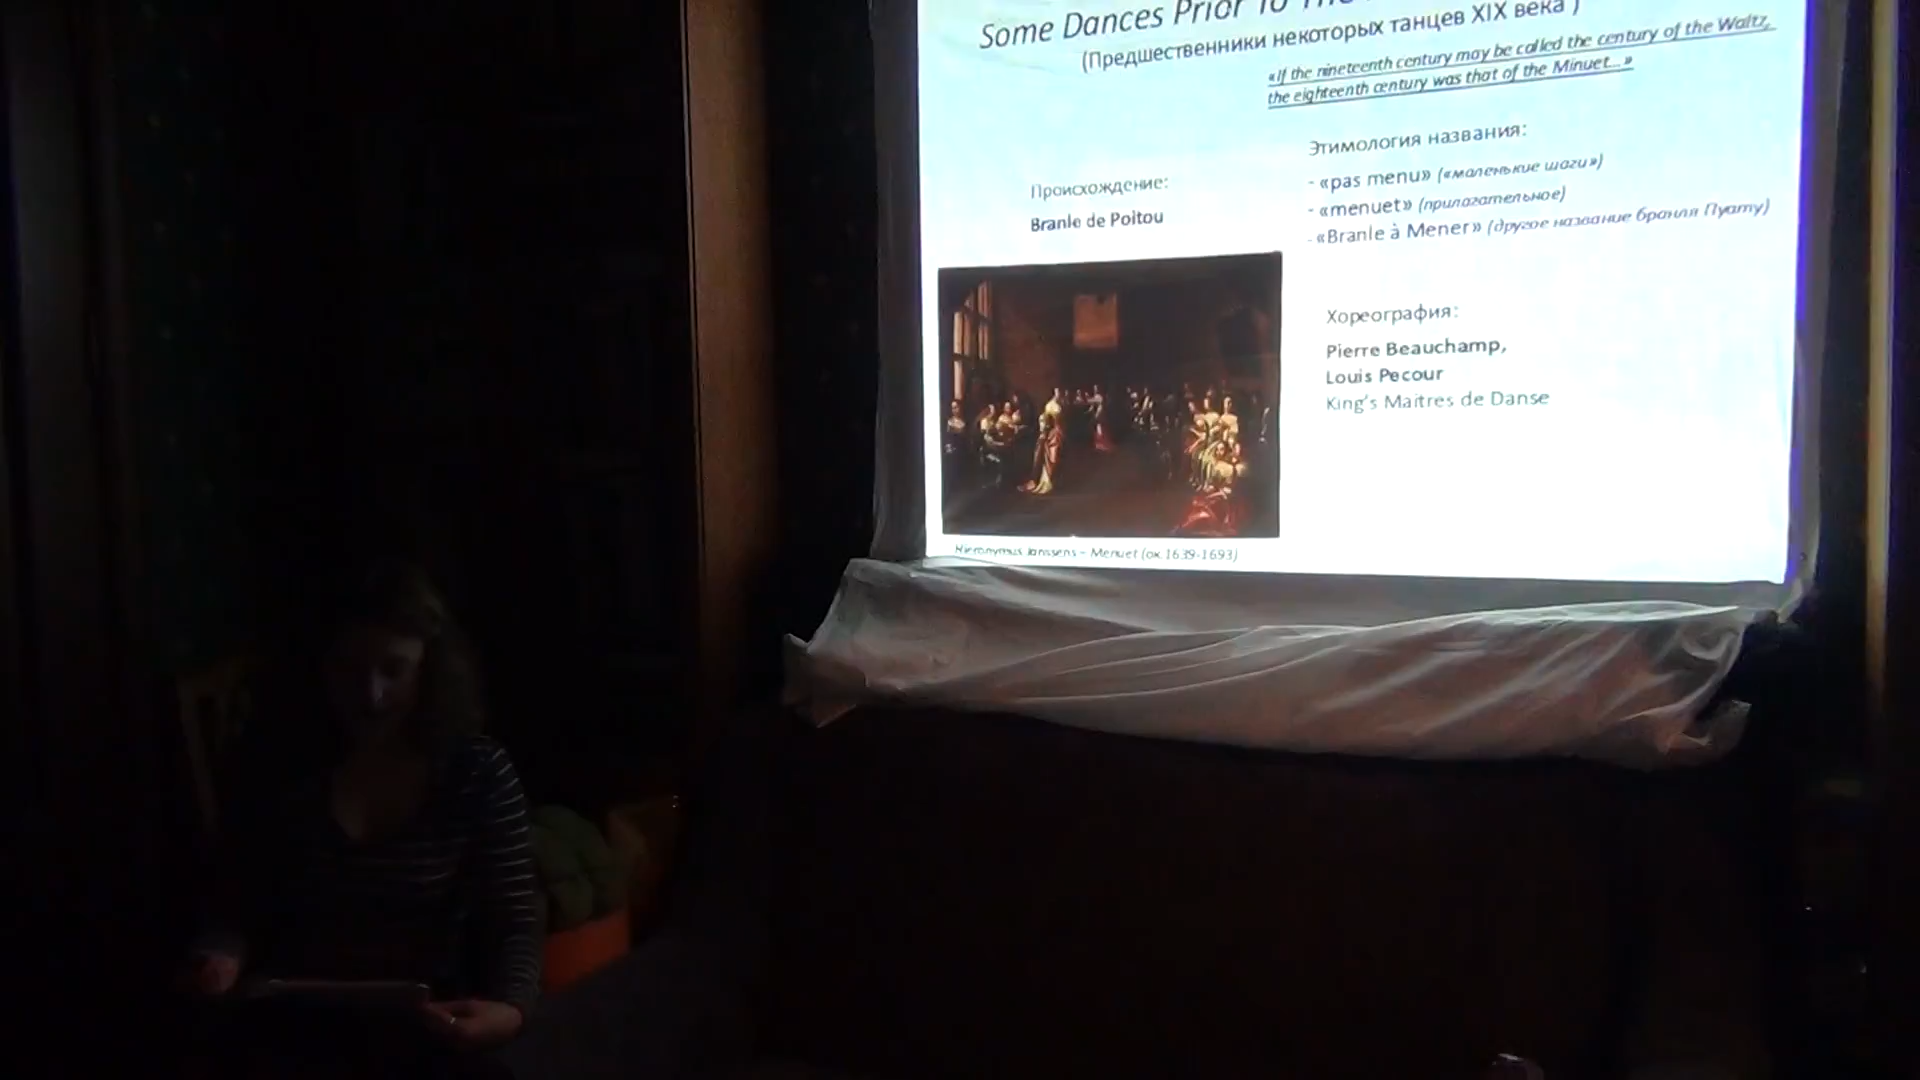 Some Dances Prior To The
(Предшественники некоторых танцев XIX века )
«If the nineteenth century may be called the century of the Waltz,
the eighteenth century was that of the Minuet...»
Происхождение:
Branle de Poitou
Этимология названия:
- «pas menu» («маленькие шаги»)
- «menuet» (прилагательное)
- «Branle à Mener» (другое название бранля Пуату)
Хореография:
Pierre Beauchamp,
Louis Pecour
King's Maitres de Danse
Hieronymus Janssens – Menuet (ок.1639-1693)